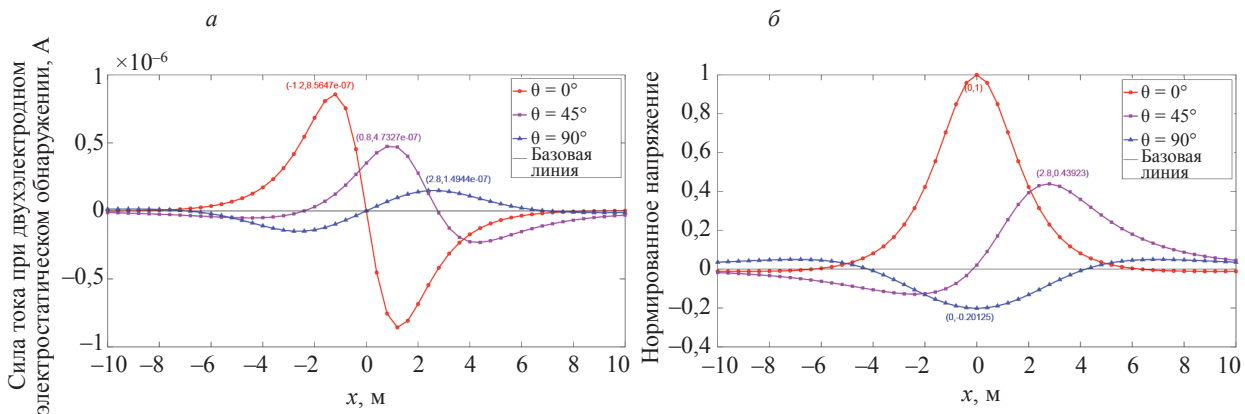 а
Сила тока при двухэлектродном
электростатическом обнаружении, А
×10⁻⁶
1
0.5
0
−0.5
−1
−10 −8 −6 −4 −2 0 2 4 6 8 10
x, м
(-1.2,8.5647e-07)
(0.8,4.7327e-07)
(2.8,1.4944e-07)
θ = 0°
θ = 45°
θ = 90°
Базовая
линия
б
Нормированное напряжение
1
0,8
0,6
0,4
0,2
0
−0,2
−0,4
−10 −8 −6 −4 −2 0 2 4 6 8 10
x, м
(0,1)
(2.8,0.43923)
(0,-0.20125)
θ = 0°
θ = 45°
θ = 90°
Базовая
линия